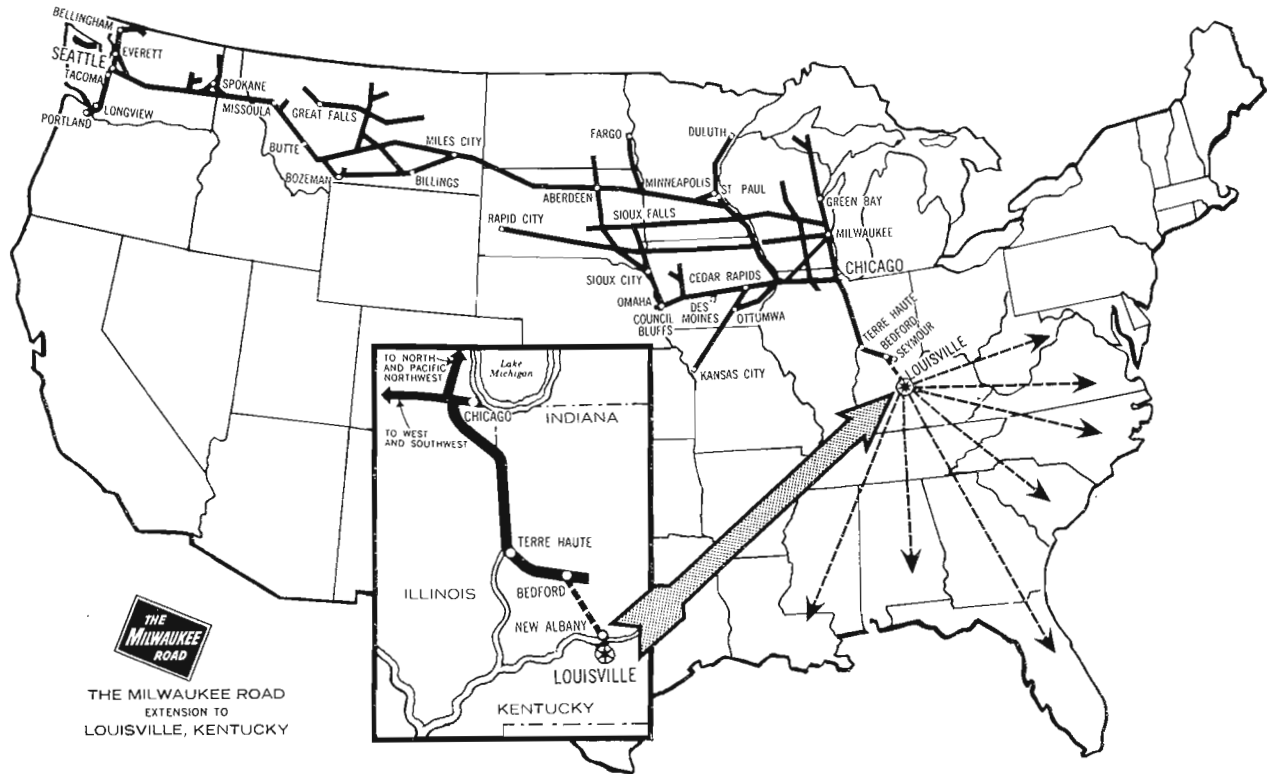 BELLINGHAM
EVERETT
SEATTLE
TACOMA
SPOKANE
LONGVIEW
PORTLAND
MISSOULA
GREAT FALLS
BUTTE
MILES CITY
BOZEMAN
BILLINGS
FARGO
DULUTH
MINNEAPOLIS
ST PAUL
ABERDEEN
GREEN BAY
RAPID CITY
SIOUX FALLS
MILWAUKEE
CHICAGO
SIOUX CITY
CEDAR RAPIDS
OMAHA
COUNCIL
BLUFFS
DES
MOINES
OTTUMWA
KANSAS CITY
TERRE HAUTE
BEDFORD
SEYMOUR
LOUISVILLE
TO NORTH
AND PACIFIC
NORTHWEST
Lake
Michigan
CHICAGO
INDIANA
TO WEST
AND SOUTHWEST
TERRE HAUTE
ILLINOIS
BEDFORD
NEW ALBANY
LOUISVILLE
KENTUCKY
THE
MILWAUKEE
ROAD
THE MILWAUKEE ROAD
EXTENSION TO
LOUISVILLE, KENTUCKY